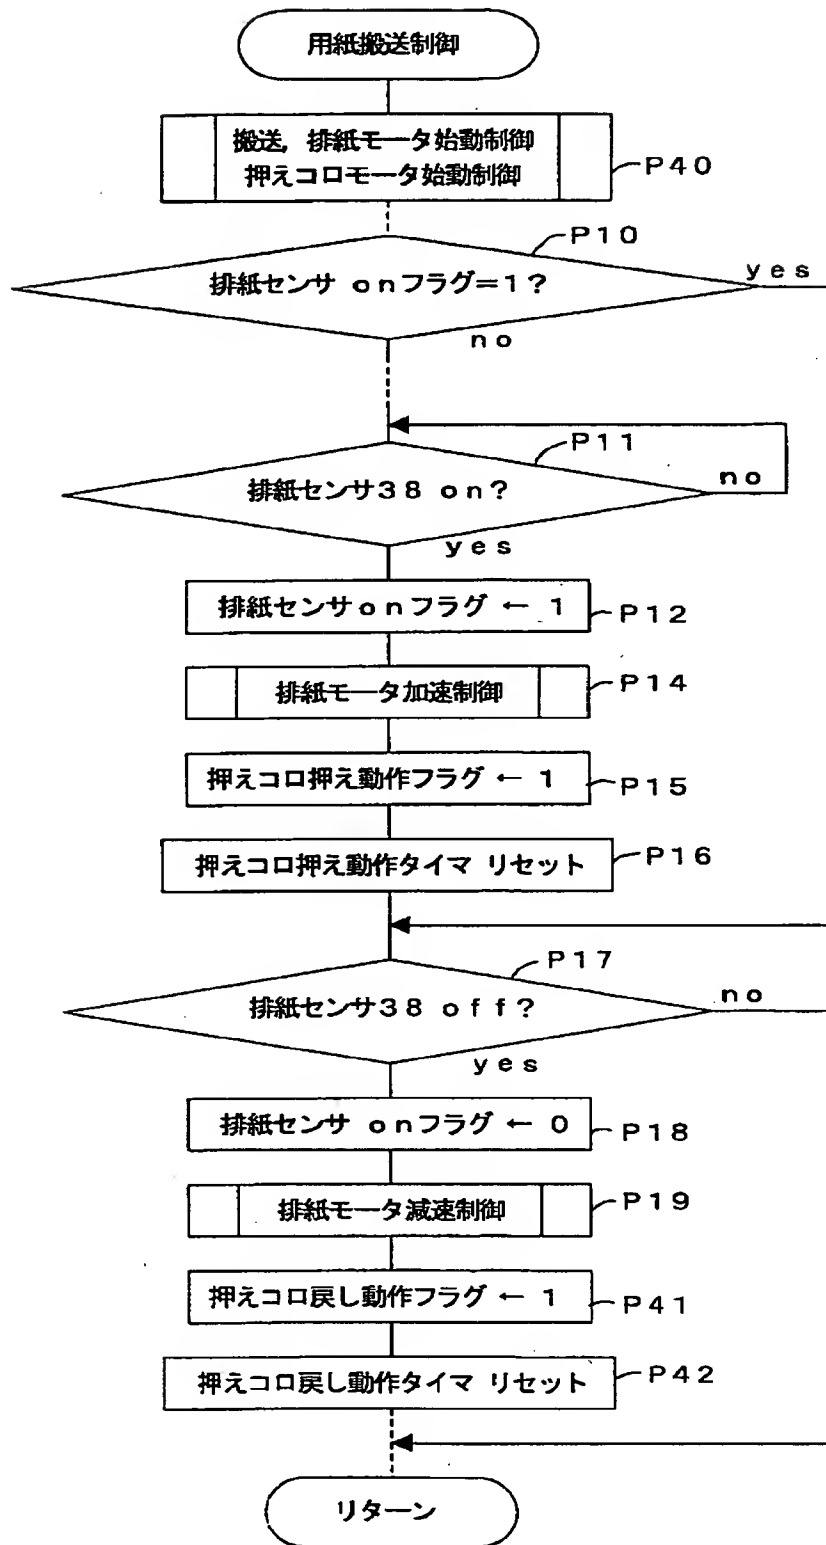 用紙搬送制御
搬送，排紙モータ始動制御
押えコロモータ始動制御
P40
P10
排紙センサ onフラグ=1?
yes
no
P11
排紙センサ38 on?
no
yes
排紙センサonフラグ ← 1
P12
排紙モータ加速制御
P14
押えコロ押え動作フラグ ← 1
P15
押えコロ押え動作タイマ リセット
P16
P17
排紙センサ38 off?
no
yes
排紙センサ onフラグ ← 0
P18
排紙モータ減速制御
P19
押えコロ戻し動作フラグ ← 1
P41
押えコロ戻し動作タイマ リセット
P42
リターン